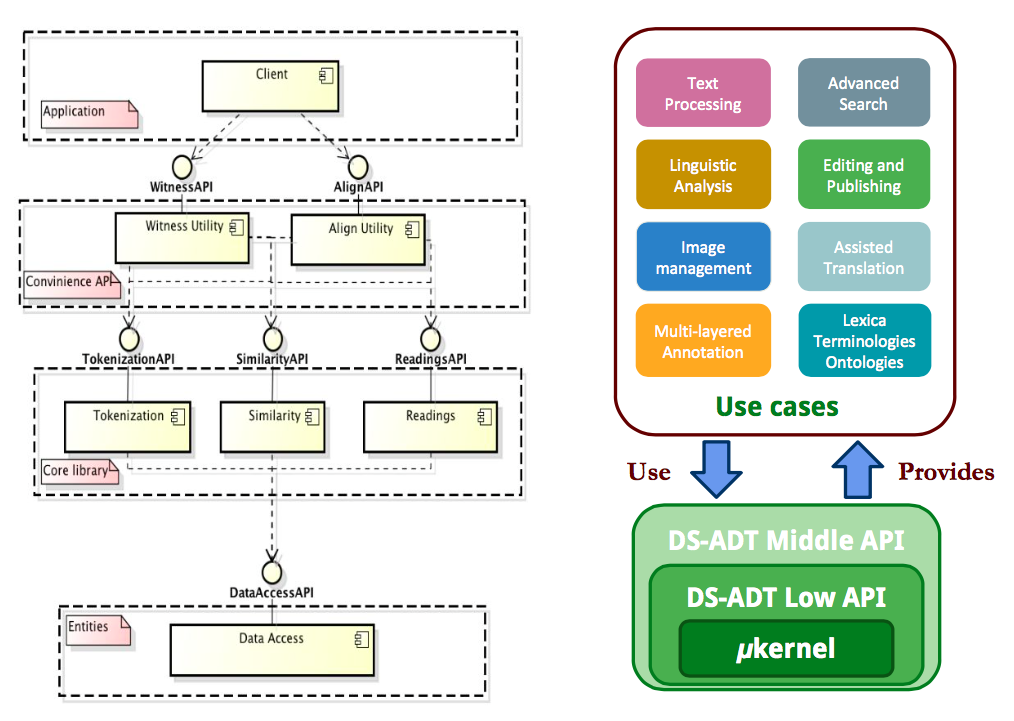 Client
Application
WitnessAPI
AlignAPI
Witness Utility
Align Utility
Convinience API
TokenizationAPI
SimilarityAPI
ReadingsAPI
Tokenization
Similarity
Readings
Core library
DataAccessAPI
Entities
Data Access
Text
Processing
Advanced
Search
Linguistic
Analysis
Editing and
Publishing
Image
management
Assisted
Translation
Multi-layered
Annotation
Lexica
Terminologies
Ontologies
Use cases
Use
Provides
DS-ADT Middle API
DS-ADT Low API
µkernel